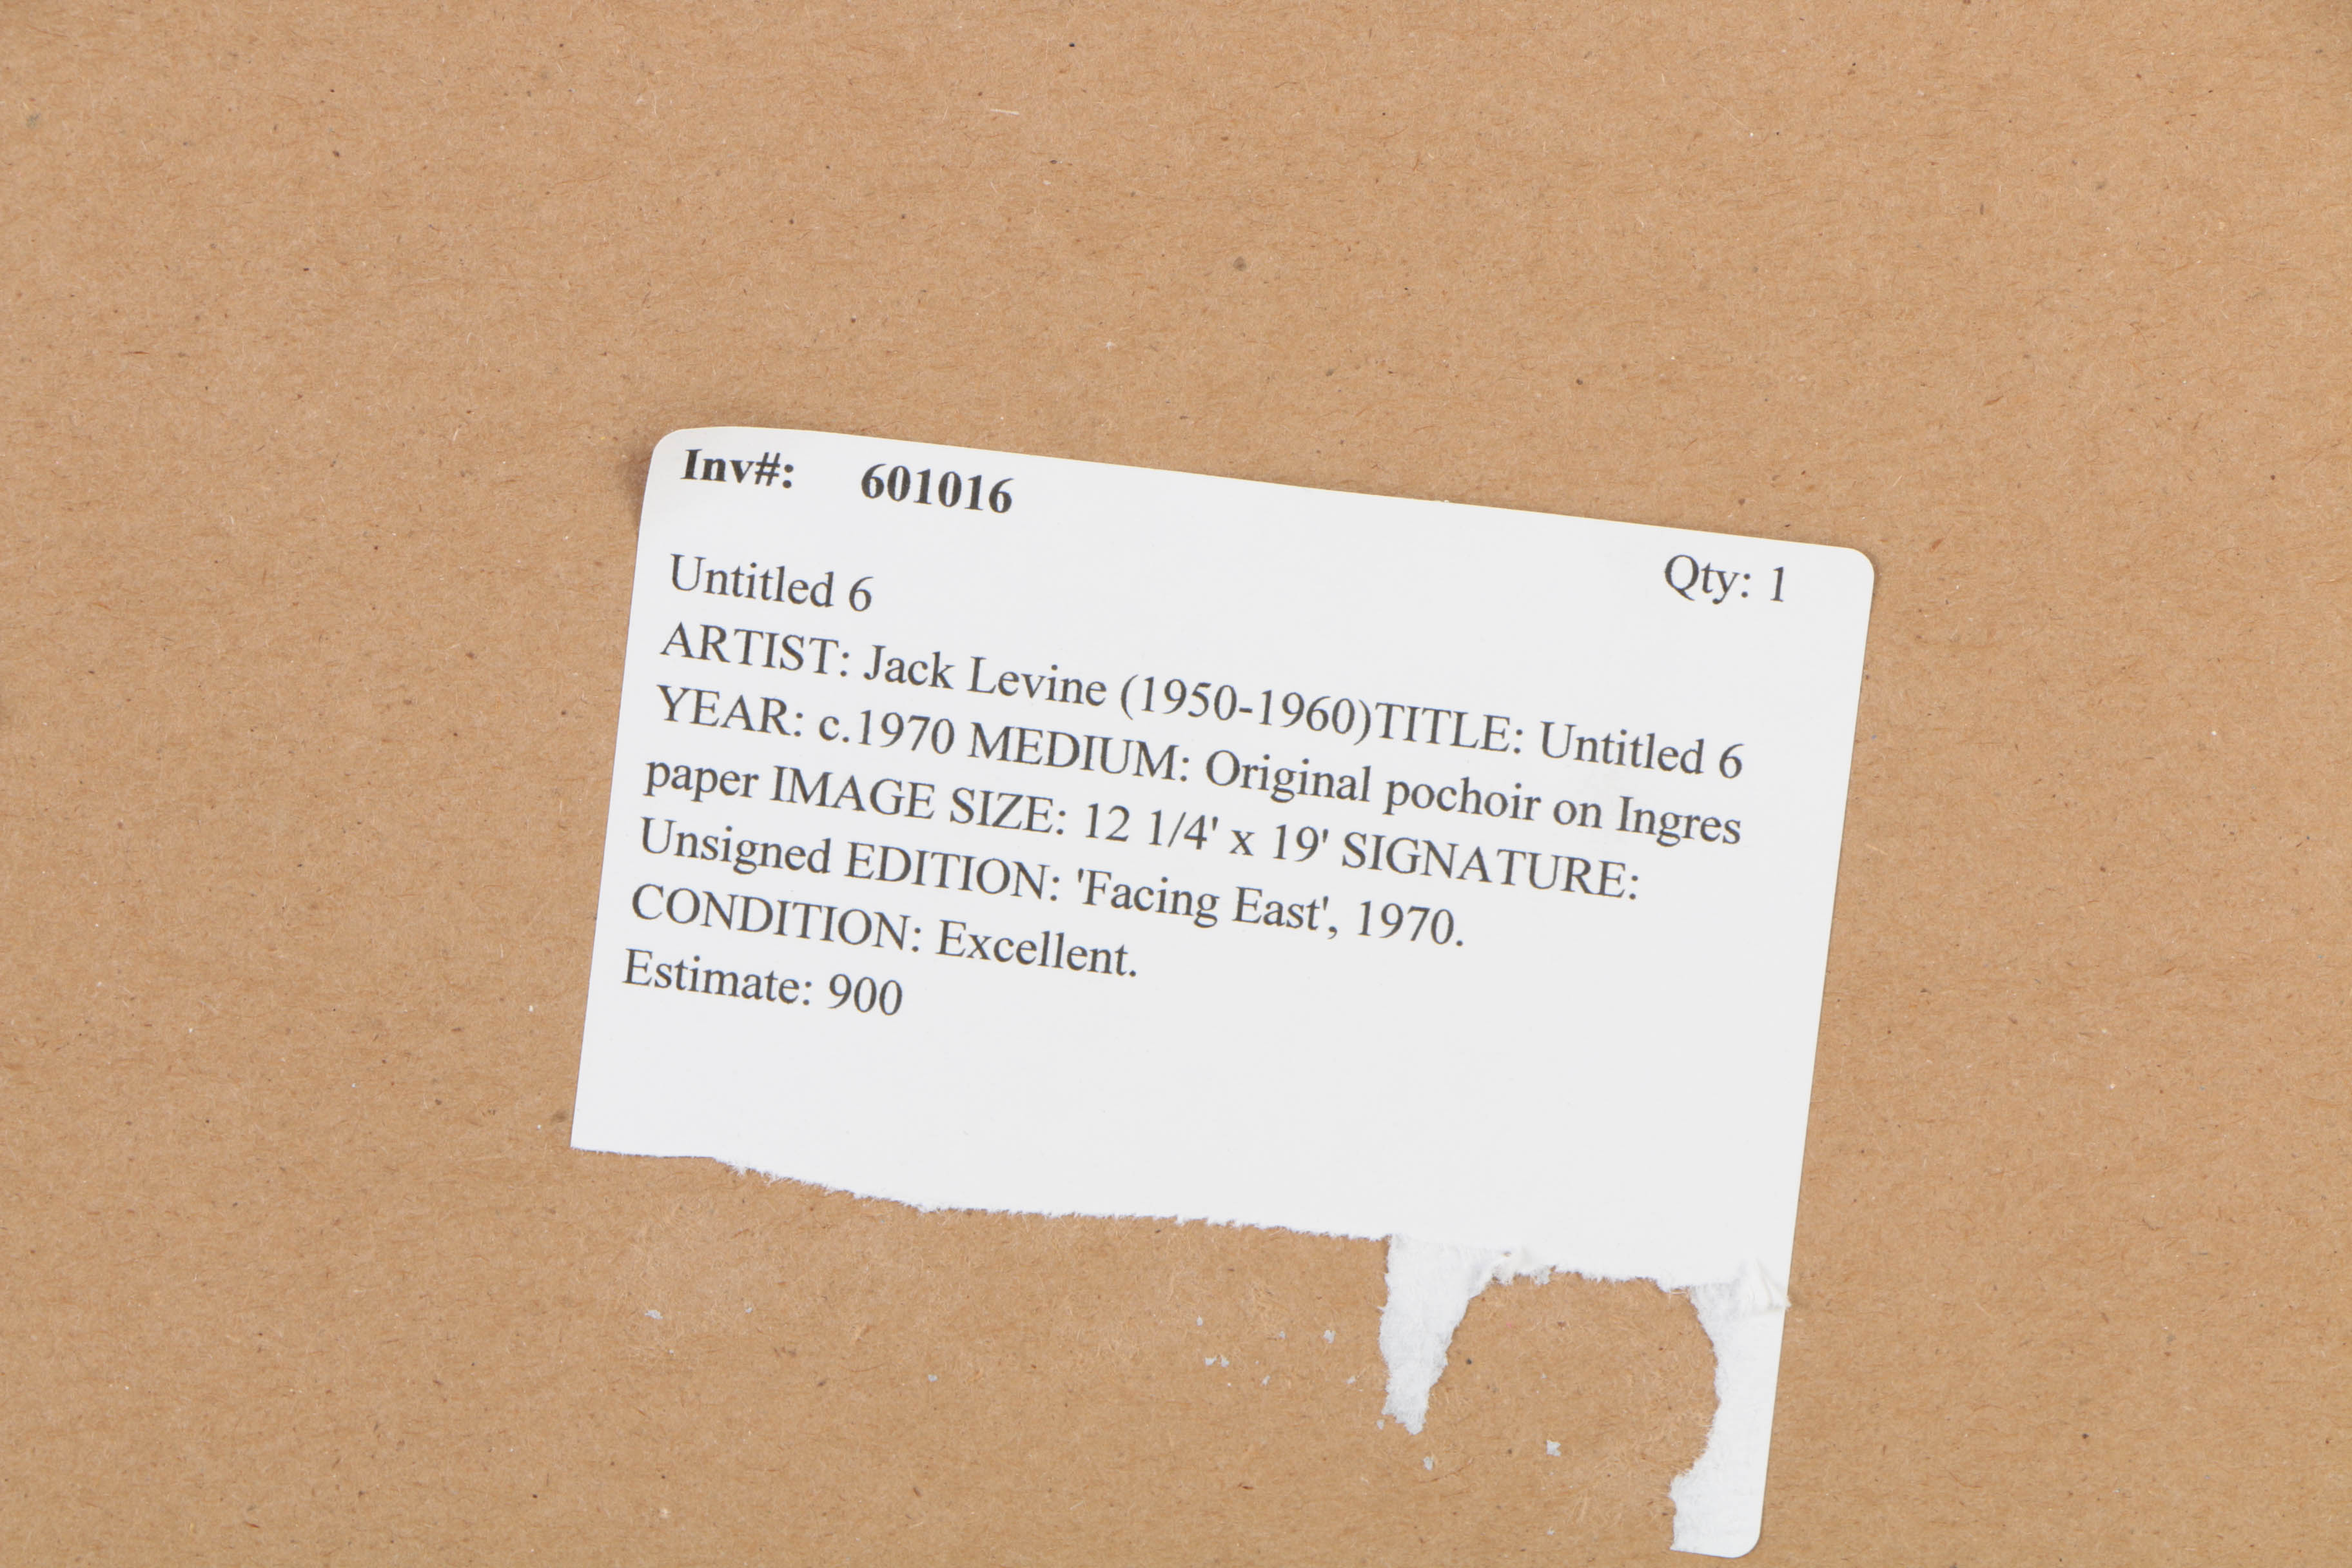 Inv#: 601016
Qty: 1
Untitled 6
ARTIST: Jack Levine (1950-1960)TITLE: Untitled 6
YEAR: c.1970 MEDIUM: Original pochoir on Ingres
paper IMAGE SIZE: 12 1/4' x 19' SIGNATURE:
Unsigned EDITION: 'Facing East', 1970.
CONDITION: Excellent.
Estimate: 900